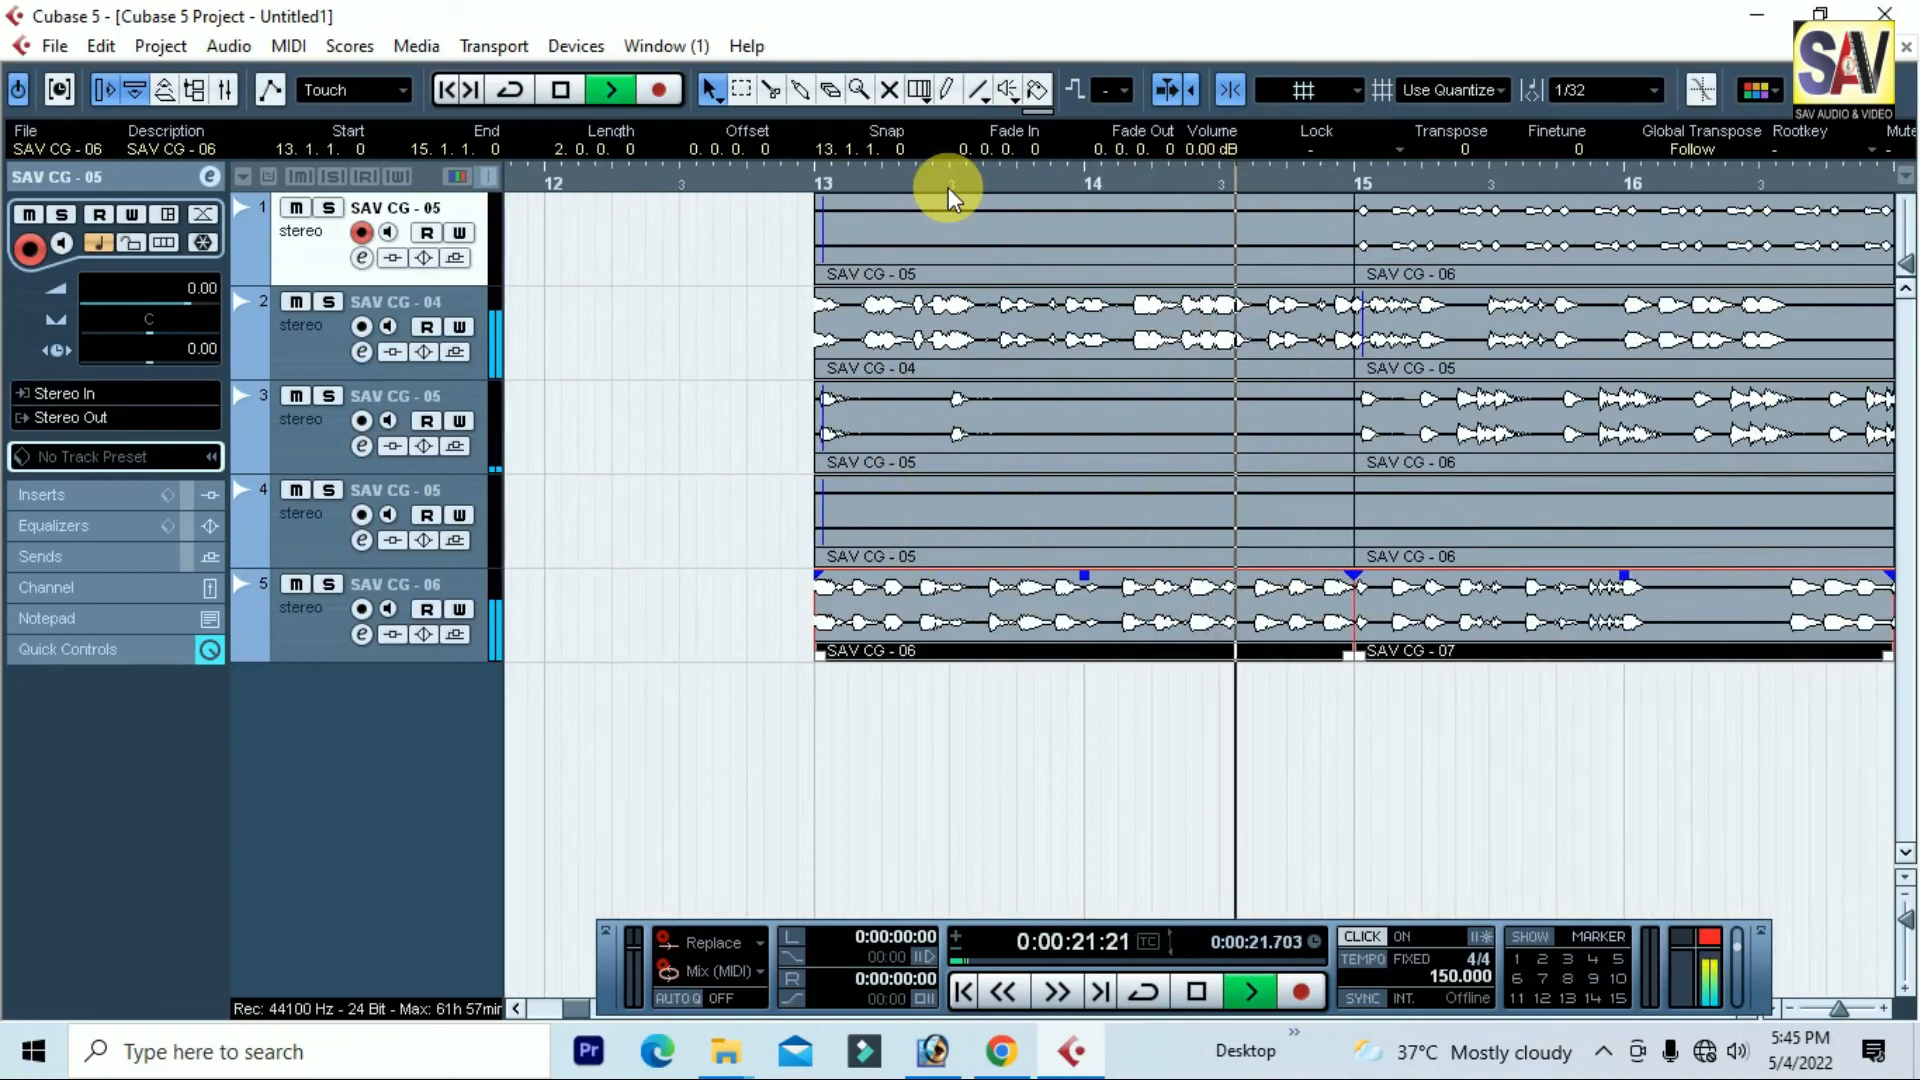 Cubase 5 - [Cubase 5 Project - Untitled1]
File Edit Project Audio MIDI Scores Media Transport Devices Window (1) Help
Touch - Use Quantize 1/32
SAV
SAV AUDIO & VIDEO
File Description Start End Length Offset Snap Fade In Fade Out Volume Lock Transpose Finetune Global Transpose Rootkey Mute
SAV CG - 06 SAV CG - 06 13. 1. 1. 0 15. 1. 1. 0 2. 0. 0. 0 0. 0. 0. 0 13. 1. 1. 0 0. 0. 0. 0 0. 0. 0. 0 0.00 dB - 0 0 Follow - -
SAV CG - 05 e [M] [S] [R] [W] 12 3 13 3 14 3 15 3 16 3
M S R W
0.00
C
0.00
Stereo In
Stereo Out
No Track Preset
Inserts
Equalizers
Sends
Channel
Notepad
Quick Controls
1 m S SAV CG - 05
stereo R W
e
SAV CG - 05 SAV CG - 06
2 m S SAV CG - 04
stereo R W
e
SAV CG - 04 SAV CG - 05
3 m S SAV CG - 05
stereo R W
e
SAV CG - 05 SAV CG - 06
4 m S SAV CG - 05
stereo R W
e
SAV CG - 05 SAV CG - 06
5 m S SAV CG - 06
stereo R W
e
SAV CG - 06 SAV CG - 07
Rec: 44100 Hz - 24 Bit - Max: 61h 57min
Replace
Mix (MIDI)
AUTO Q OFF
L 0:00:00:00
00:00
R 0:00:00:00
00:00
0:00:21:21 TC 0:00:21.703
CLICK ON
TEMPO FIXED 4/4
150.000
SYNC INT. Offline
SHOW MARKER
1 2 3 4 5
6 7 8 9 10
11 12 13 14 15
Type here to search
Pr
Desktop
37°C Mostly cloudy
5:45 PM
5/4/2022